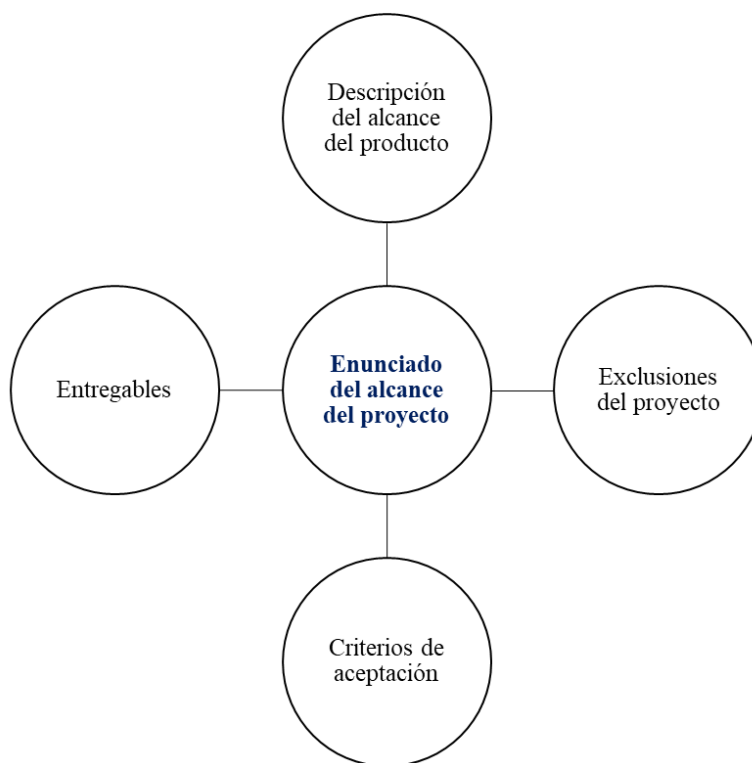 Descripción
del alcance
del producto
Entregables
Enunciado
del alcance
del proyecto
Exclusiones
del proyecto
Criterios de
aceptación